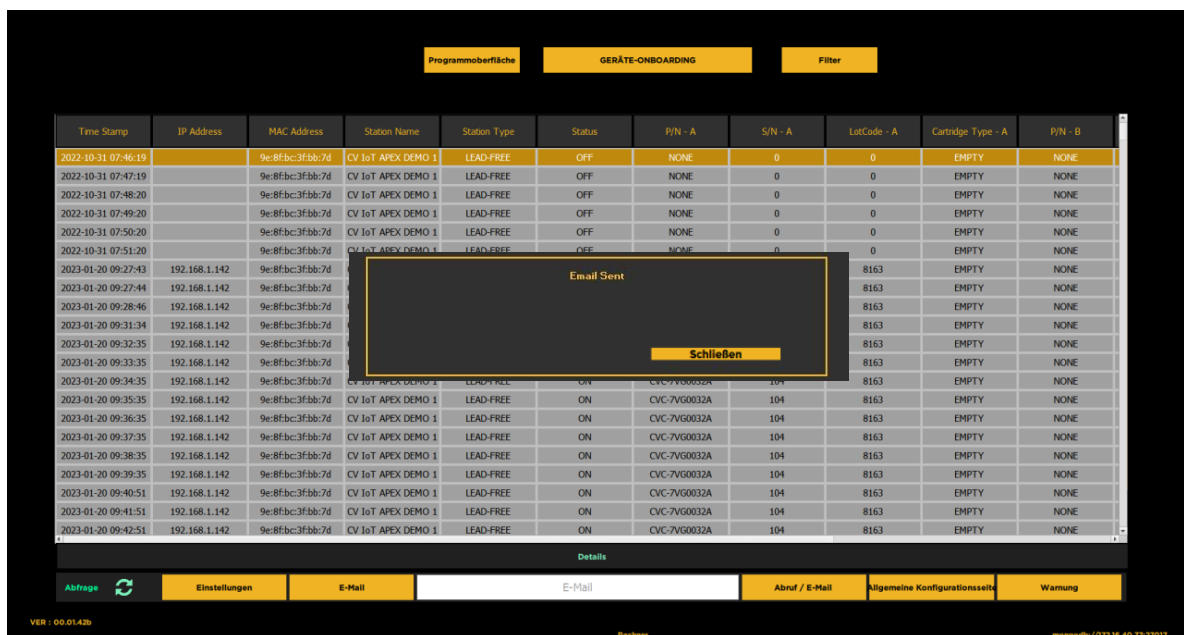 Programmoberfläche GERÄTE-ONBOARDING Filter
Time Stamp IP Address MAC Address Station Name Station Type Status P/N - A S/N - A LotCode - A Cartridge Type - A P/N - B
2022-10-31 07:46:19 9e:8f:bc:3f:bb:7d CV IoT APEX DEMO 1 LEAD-FREE OFF NONE 0 0 EMPTY NONE
2022-10-31 07:47:19 9e:8f:bc:3f:bb:7d CV IoT APEX DEMO 1 LEAD-FREE OFF NONE 0 0 EMPTY NONE
2022-10-31 07:48:20 9e:8f:bc:3f:bb:7d CV IoT APEX DEMO 1 LEAD-FREE OFF NONE 0 0 EMPTY NONE
2022-10-31 07:49:20 9e:8f:bc:3f:bb:7d CV IoT APEX DEMO 1 LEAD-FREE OFF NONE 0 0 EMPTY NONE
2022-10-31 07:50:20 9e:8f:bc:3f:bb:7d CV IoT APEX DEMO 1 LEAD-FREE OFF NONE 0 0 EMPTY NONE
2022-10-31 07:51:20 9e:8f:bc:3f:bb:7d CV IoT APEX DEMO 1 LEAD-FREE OFF NONE 0 0 EMPTY NONE
2023-01-20 09:27:43 192.168.1.142 9e:8f:bc:3f:bb:7d 8163 EMPTY NONE
Email Sent
2023-01-20 09:27:44 192.168.1.142 9e:8f:bc:3f:bb:7d 8163 EMPTY NONE
2023-01-20 09:28:46 192.168.1.142 9e:8f:bc:3f:bb:7d 8163 EMPTY NONE
2023-01-20 09:31:34 192.168.1.142 9e:8f:bc:3f:bb:7d 8163 EMPTY NONE
2023-01-20 09:32:35 192.168.1.142 9e:8f:bc:3f:bb:7d 8163 EMPTY NONE
Schließen
2023-01-20 09:33:35 192.168.1.142 9e:8f:bc:3f:bb:7d 8163 EMPTY NONE
2023-01-20 09:34:35 192.168.1.142 9e:8f:bc:3f:bb:7d CV IoT APEX DEMO 1 LEAD-FREE ON CVC-7VG0032A 104 8163 EMPTY NONE
2023-01-20 09:35:35 192.168.1.142 9e:8f:bc:3f:bb:7d CV IoT APEX DEMO 1 LEAD-FREE ON CVC-7VG0032A 104 8163 EMPTY NONE
2023-01-20 09:36:35 192.168.1.142 9e:8f:bc:3f:bb:7d CV IoT APEX DEMO 1 LEAD-FREE ON CVC-7VG0032A 104 8163 EMPTY NONE
2023-01-20 09:37:35 192.168.1.142 9e:8f:bc:3f:bb:7d CV IoT APEX DEMO 1 LEAD-FREE ON CVC-7VG0032A 104 8163 EMPTY NONE
2023-01-20 09:38:35 192.168.1.142 9e:8f:bc:3f:bb:7d CV IoT APEX DEMO 1 LEAD-FREE ON CVC-7VG0032A 104 8163 EMPTY NONE
2023-01-20 09:39:35 192.168.1.142 9e:8f:bc:3f:bb:7d CV IoT APEX DEMO 1 LEAD-FREE ON CVC-7VG0032A 104 8163 EMPTY NONE
2023-01-20 09:40:51 192.168.1.142 9e:8f:bc:3f:bb:7d CV IoT APEX DEMO 1 LEAD-FREE ON CVC-7VG0032A 104 8163 EMPTY NONE
2023-01-20 09:41:51 192.168.1.142 9e:8f:bc:3f:bb:7d CV IoT APEX DEMO 1 LEAD-FREE ON CVC-7VG0032A 104 8163 EMPTY NONE
2023-01-20 09:42:51 192.168.1.142 9e:8f:bc:3f:bb:7d CV IoT APEX DEMO 1 LEAD-FREE ON CVC-7VG0032A 104 8163 EMPTY NONE
Details
Abfrage Einstellungen E-Mail E-Mail Abruf / E-Mail Allgemeine Konfigurationsseite Warnung
VER : 00.01.42b